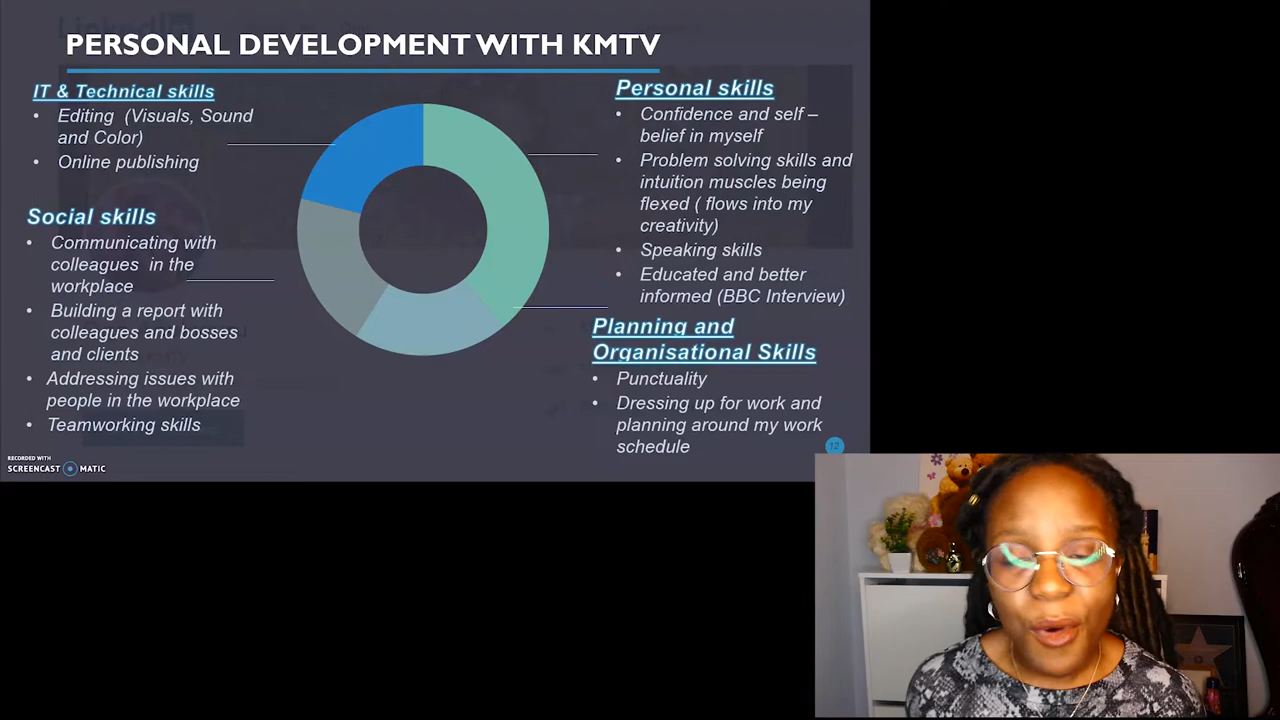 PERSONAL DEVELOPMENT WITH KMTV
IT & Technical skills
• Editing (Visuals, Sound
and Color)
• Online publishing
Social skills
• Communicating with
colleagues in the
workplace
• Building a report with
colleagues and bosses
and clients
• Addressing issues with
people in the workplace
• Teamworking skills
Personal skills
• Confidence and self –
belief in myself
• Problem solving skills and
intuition muscles being
flexed ( flows into my
creativity)
• Speaking skills
• Educated and better
informed (BBC Interview)
Planning and
Organisational Skills
• Punctuality
• Dressing up for work and
planning around my work
schedule
12
RECORDED WITH
SCREENCAST MATIC